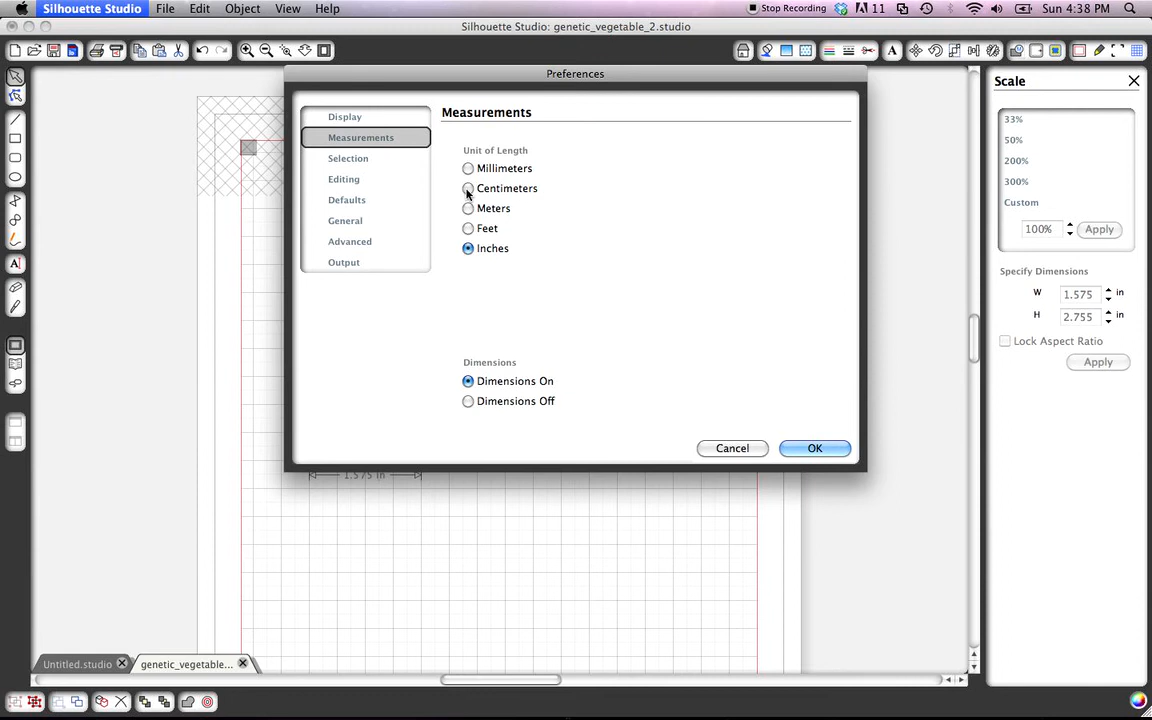 Silhouette Studio File Edit Object View Help Stop Recording 11 Sun 4:38 PM
Silhouette Studio: genetic_vegetable_2.studio
Preferences
Display
Measurements
Selection
Editing
Defaults
General
Advanced
Output
Measurements
Unit of Length
Millimeters
Centimeters
Meters
Feet
Inches
Dimensions
Dimensions On
Dimensions Off
Cancel OK
1.575 in
Scale
33%
50%
200%
300%
Custom
100% Apply
Specify Dimensions
W 1.575 in
H 2.755 in
Lock Aspect Ratio
Apply
Untitled.studio genetic_vegetable...